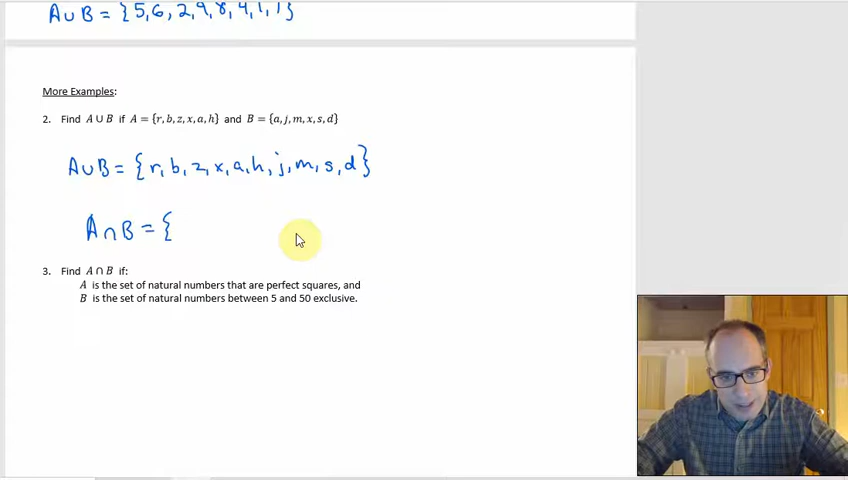 A∪B = {5,6,2,9,8,4,1,7}
More Examples:
2. Find A ∪ B if A = {r, b, z, x, a, h} and B = {a, j, m, x, s, d}
A∪B = {r, b, z, x, a, h, j, m, s, d}
A∩B = {
3. Find A ∩ B if:
A is the set of natural numbers that are perfect squares, and
B is the set of natural numbers between 5 and 50 exclusive.